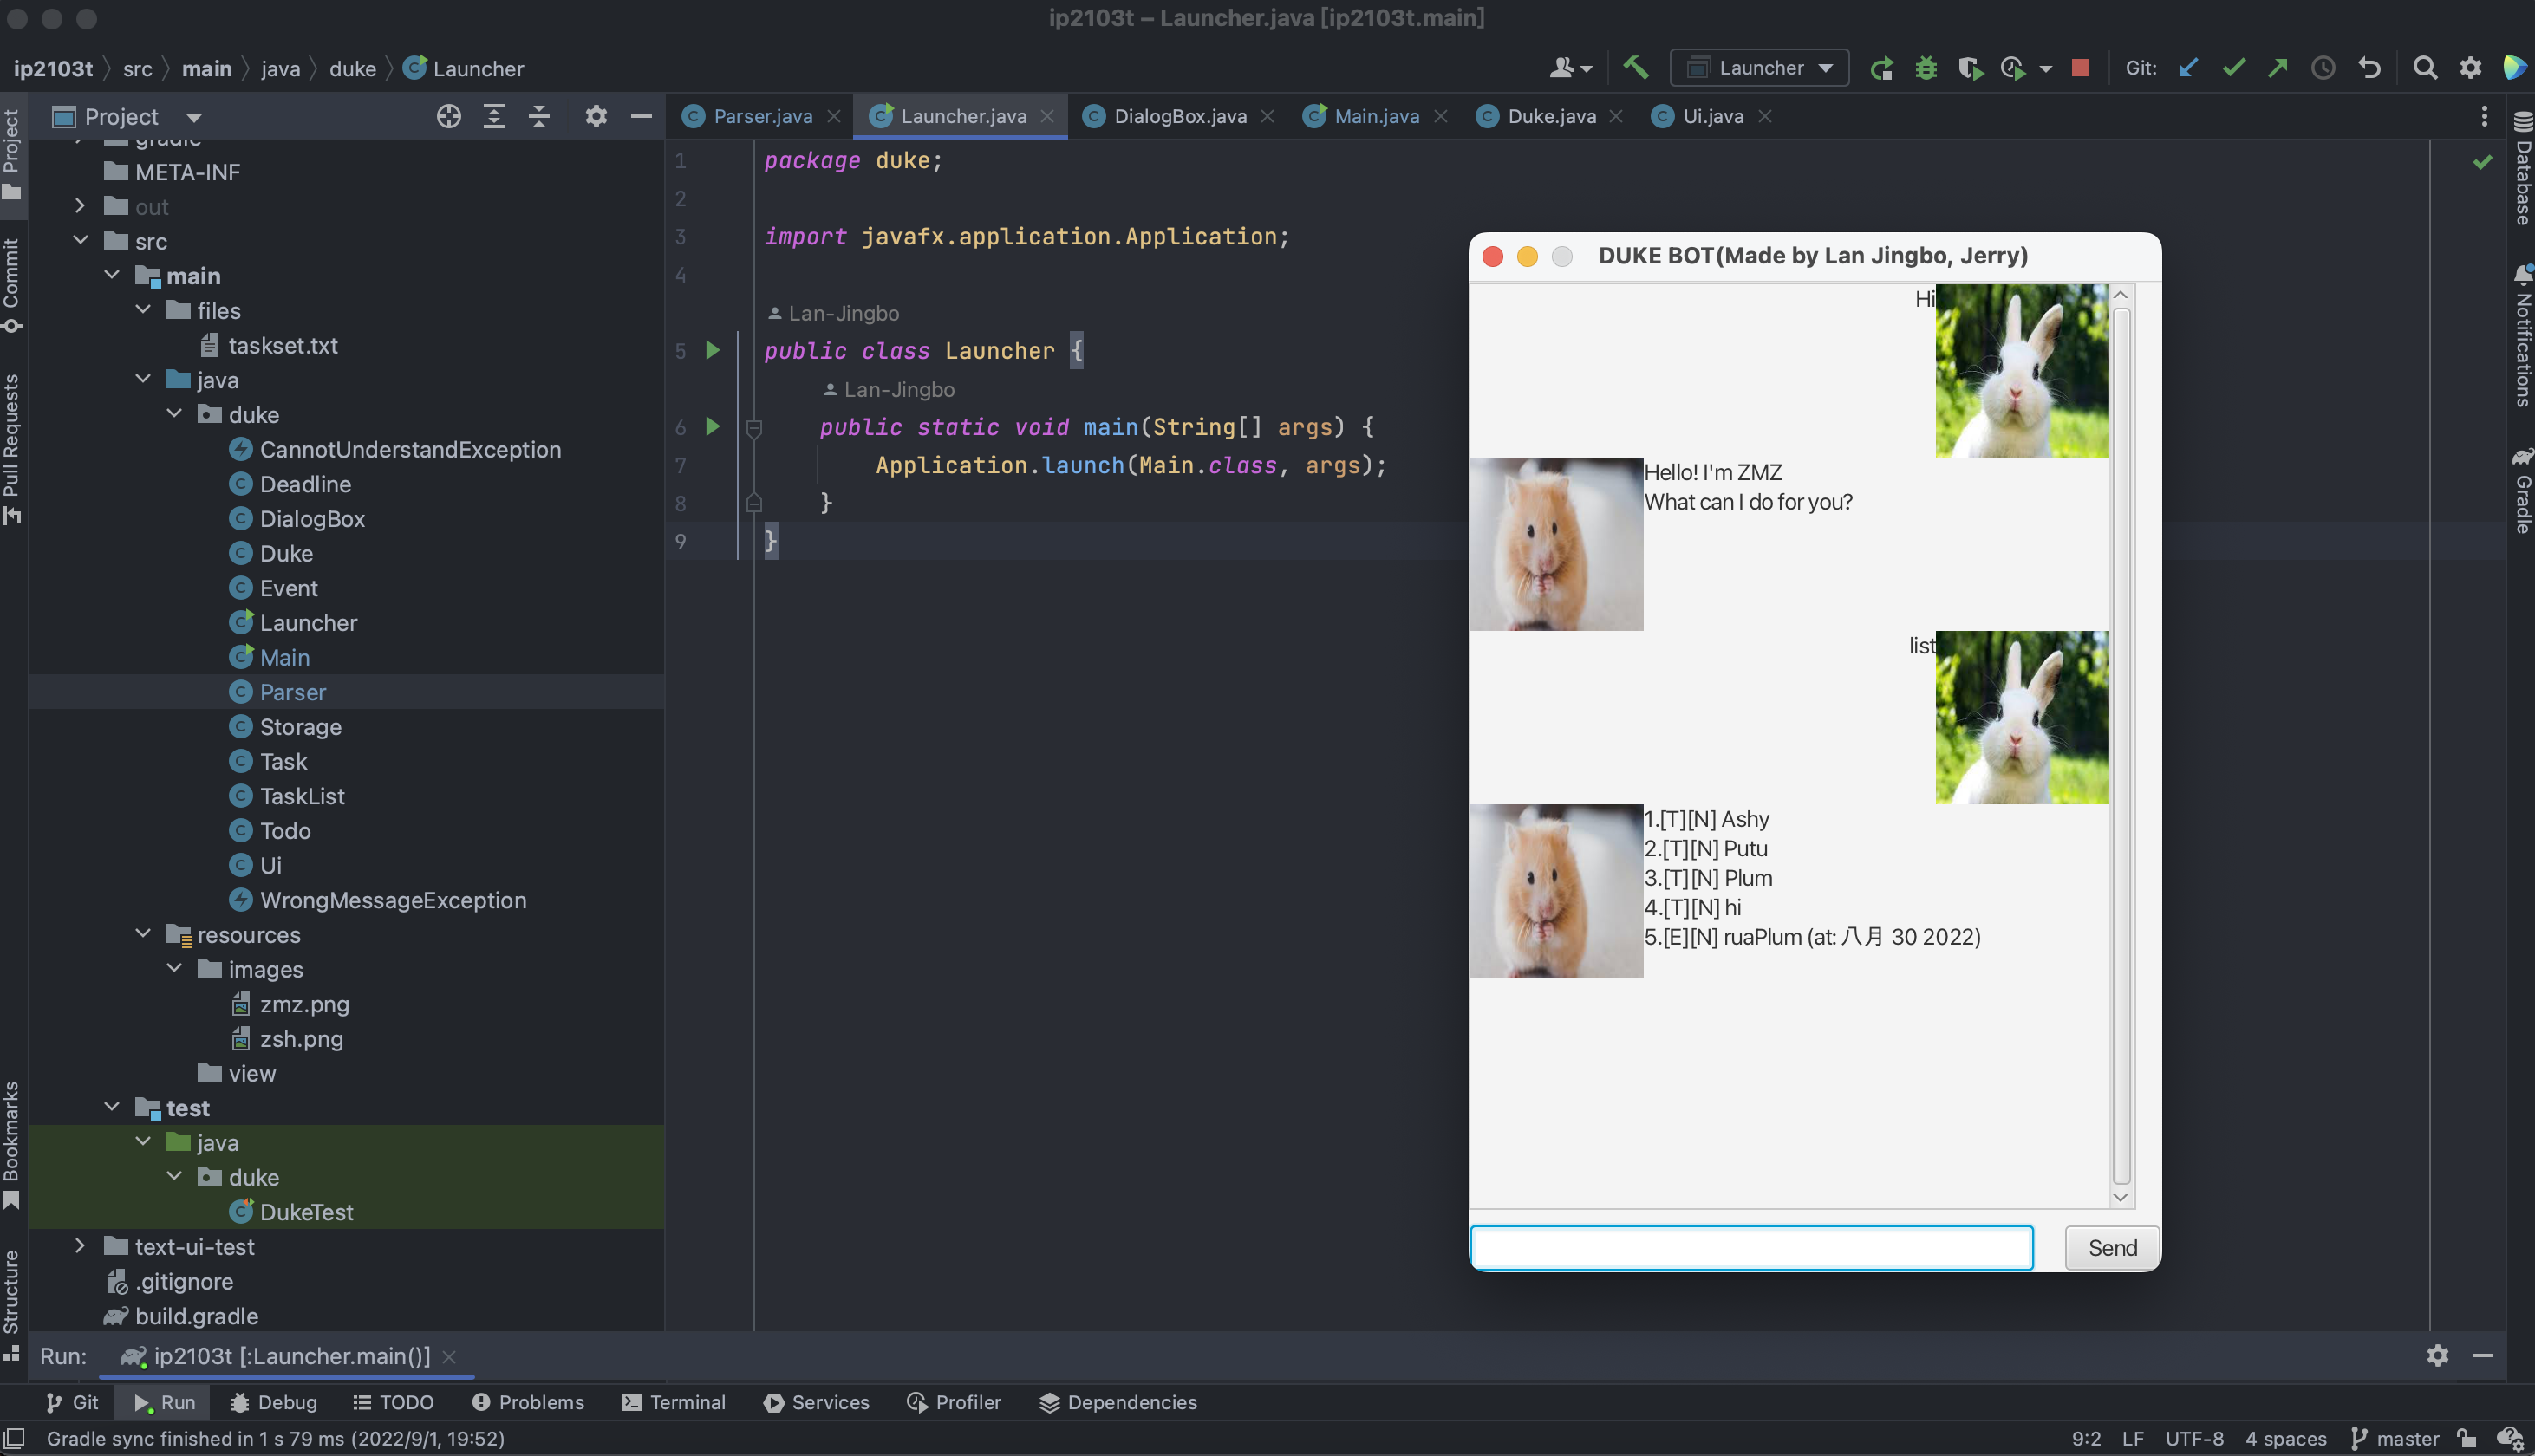 ip2103t – Launcher.java [ip2103t.main]
ip2103t src main java duke Launcher
Launcher
Git:
Project
Parser.java Launcher.java DialogBox.java Main.java Duke.java Ui.java
Project
Commit
Pull Requests
Bookmarks
Structure
gradle
META-INF
out
src
main
files
taskset.txt
java
duke
CannotUnderstandException
Deadline
DialogBox
Duke
Event
Launcher
Main
Parser
Storage
Task
TaskList
Todo
Ui
WrongMessageException
resources
images
zmz.png
zsh.png
view
test
java
duke
DukeTest
text-ui-test
.gitignore
build.gradle
1 package duke;
2
3 import javafx.application.Application;
4
Lan-Jingbo
5 public class Launcher {
Lan-Jingbo
6 public static void main(String[] args) {
7 Application.launch(Main.class, args);
8 }
9 }
DUKE BOT(Made by Lan Jingbo, Jerry)
Hi
Hello! I'm ZMZ
What can I do for you?
list
1.[T][N] Ashy
2.[T][N] Putu
3.[T][N] Plum
4.[T][N] hi
5.[E][N] ruaPlum (at: 八月 30 2022)
Send
Database
Notifications
Gradle
Run: ip2103t [:Launcher.main()]
Git Run Debug TODO Problems Terminal Services Profiler Dependencies
Gradle sync finished in 1 s 79 ms (2022/9/1, 19:52)
9:2 LF UTF-8 4 spaces master